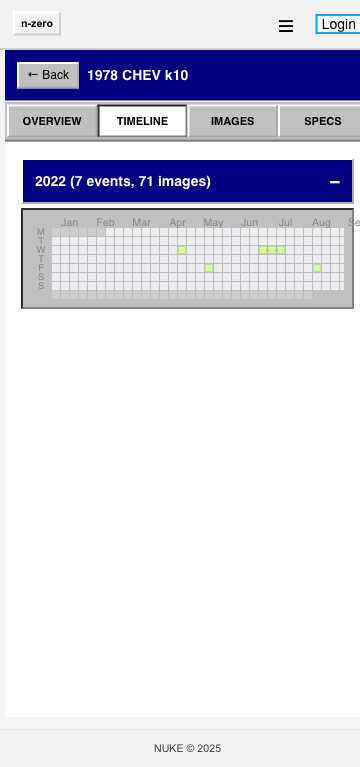 n-zero
≡
Login
← Back
1978 CHEV k10
OVERVIEW
TIMELINE
IMAGES
SPECS
2022 (7 events, 71 images)
−
Jan Feb Mar Apr May Jun Jul Aug Se
M
T
W
T
F
S
S
NUKE © 2025